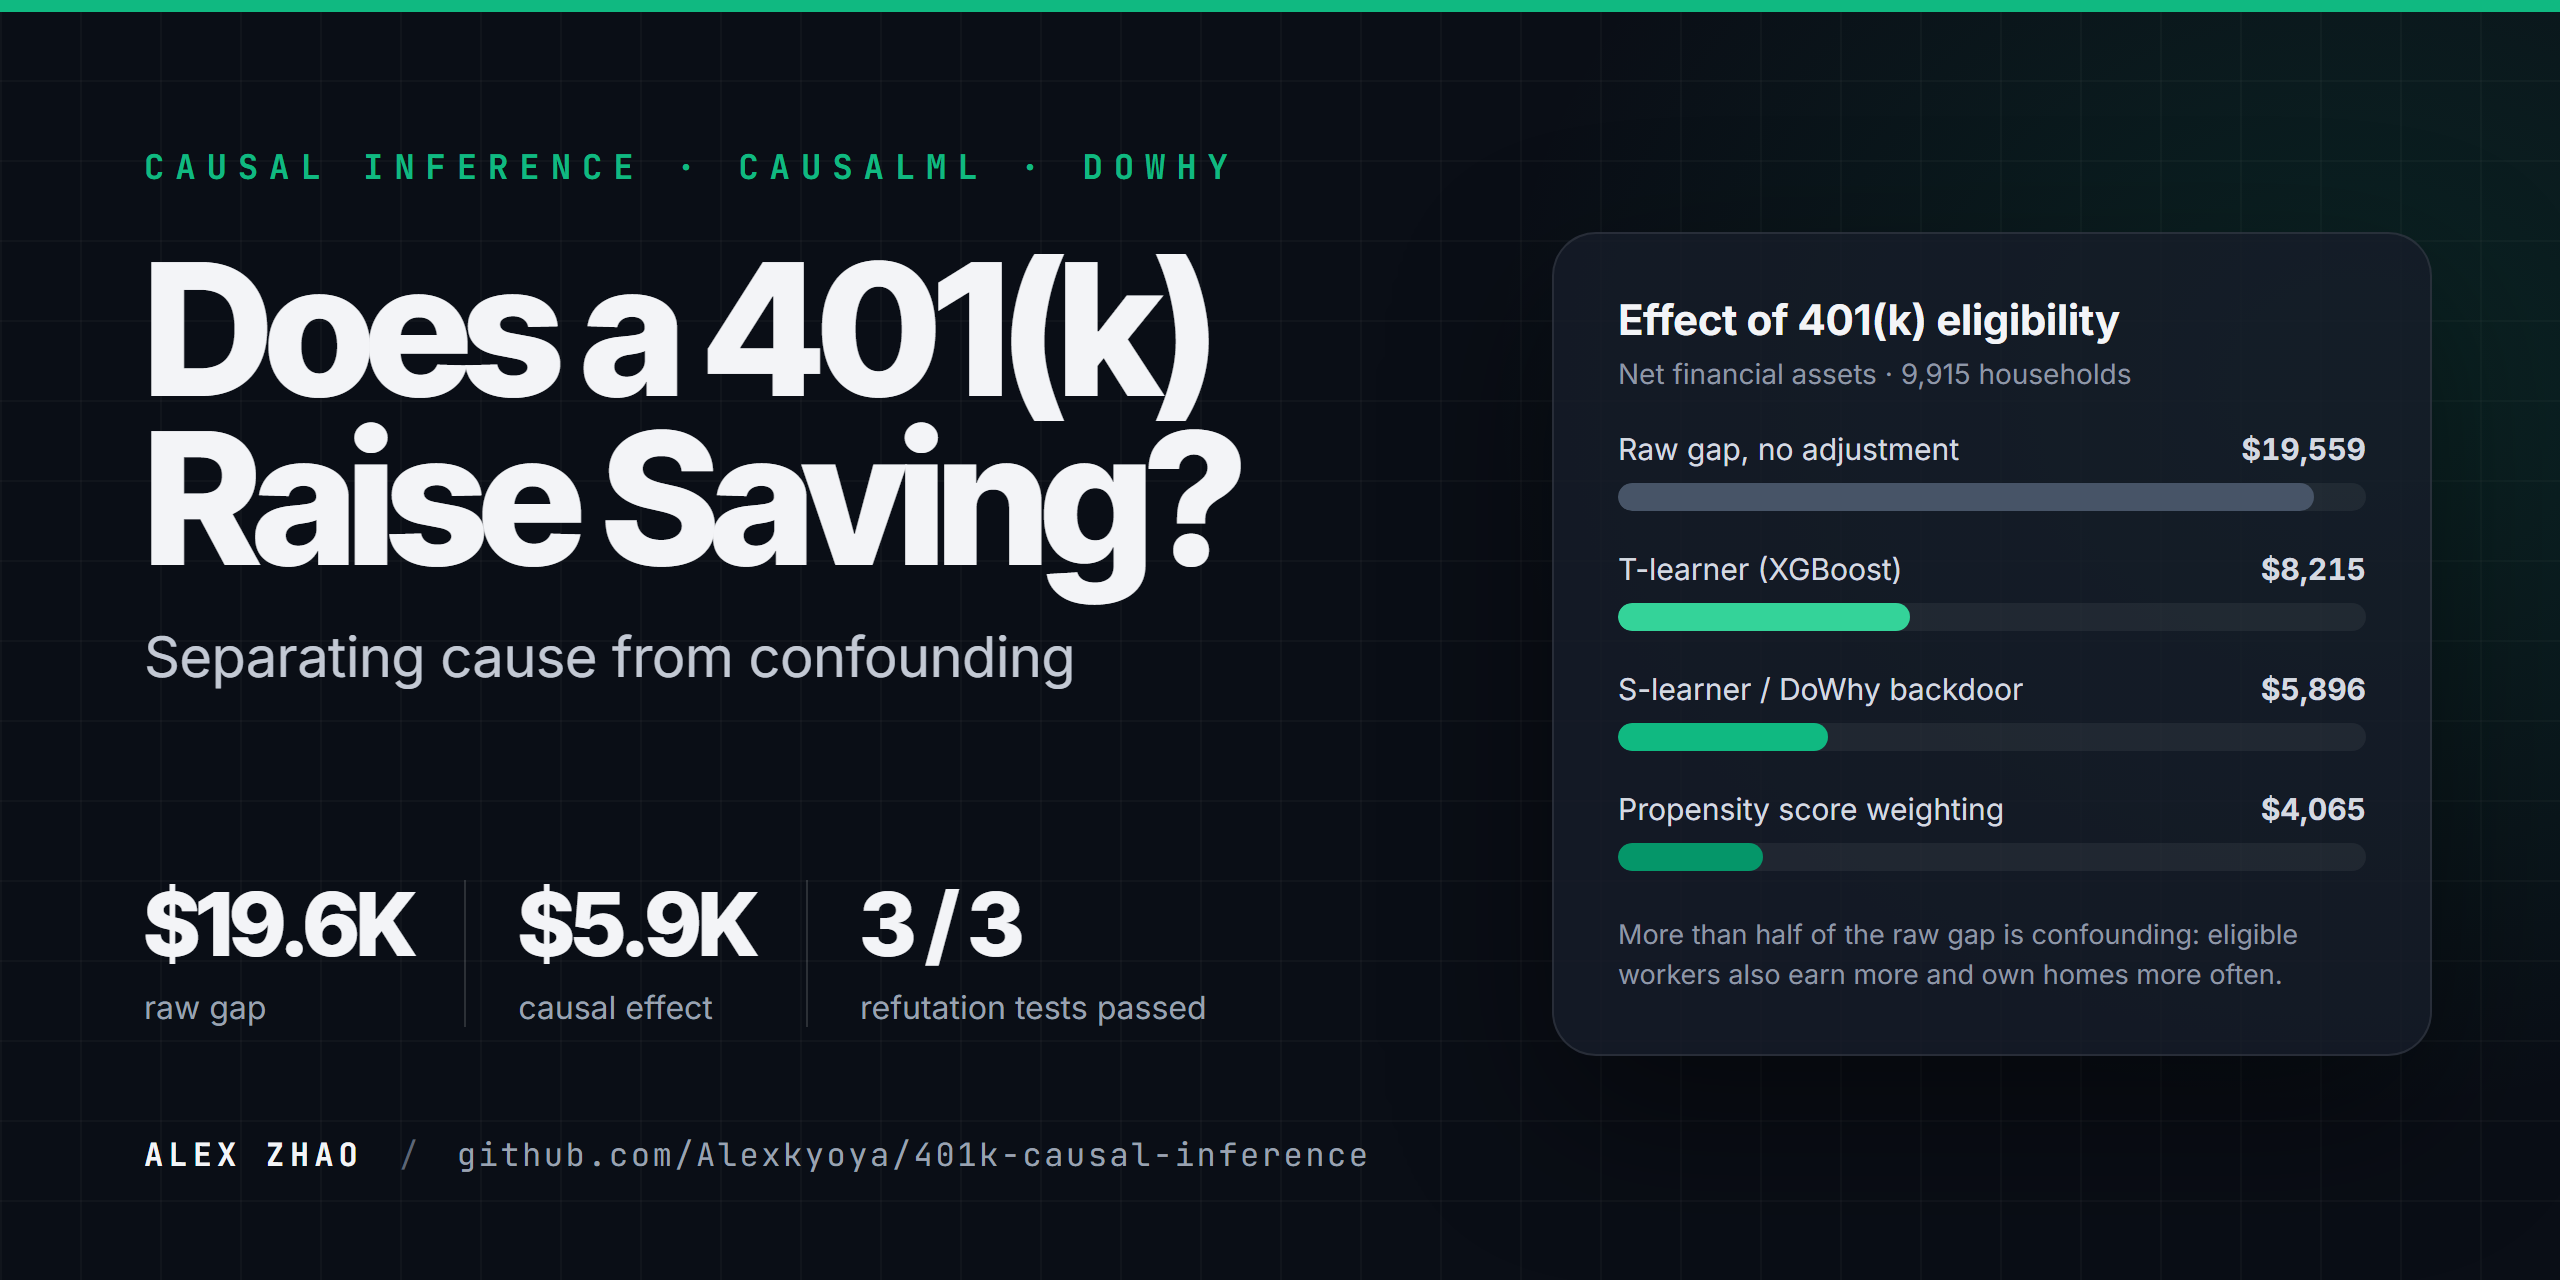 CAUSAL INFERENCE · CAUSALML · DOWHY
Does a 401(k)
Raise Saving?
Separating cause from confounding
$19.6K
raw gap
$5.9K
causal effect
3/3
refutation tests passed
ALEX ZHAO / github.com/Alexkyoya/401k-causal-inference
Effect of 401(k) eligibility
Net financial assets · 9,915 households
Raw gap, no adjustment $19,559
T-learner (XGBoost) $8,215
S-learner / DoWhy backdoor $5,896
Propensity score weighting $4,065
More than half of the raw gap is confounding: eligible
workers also earn more and own homes more often.